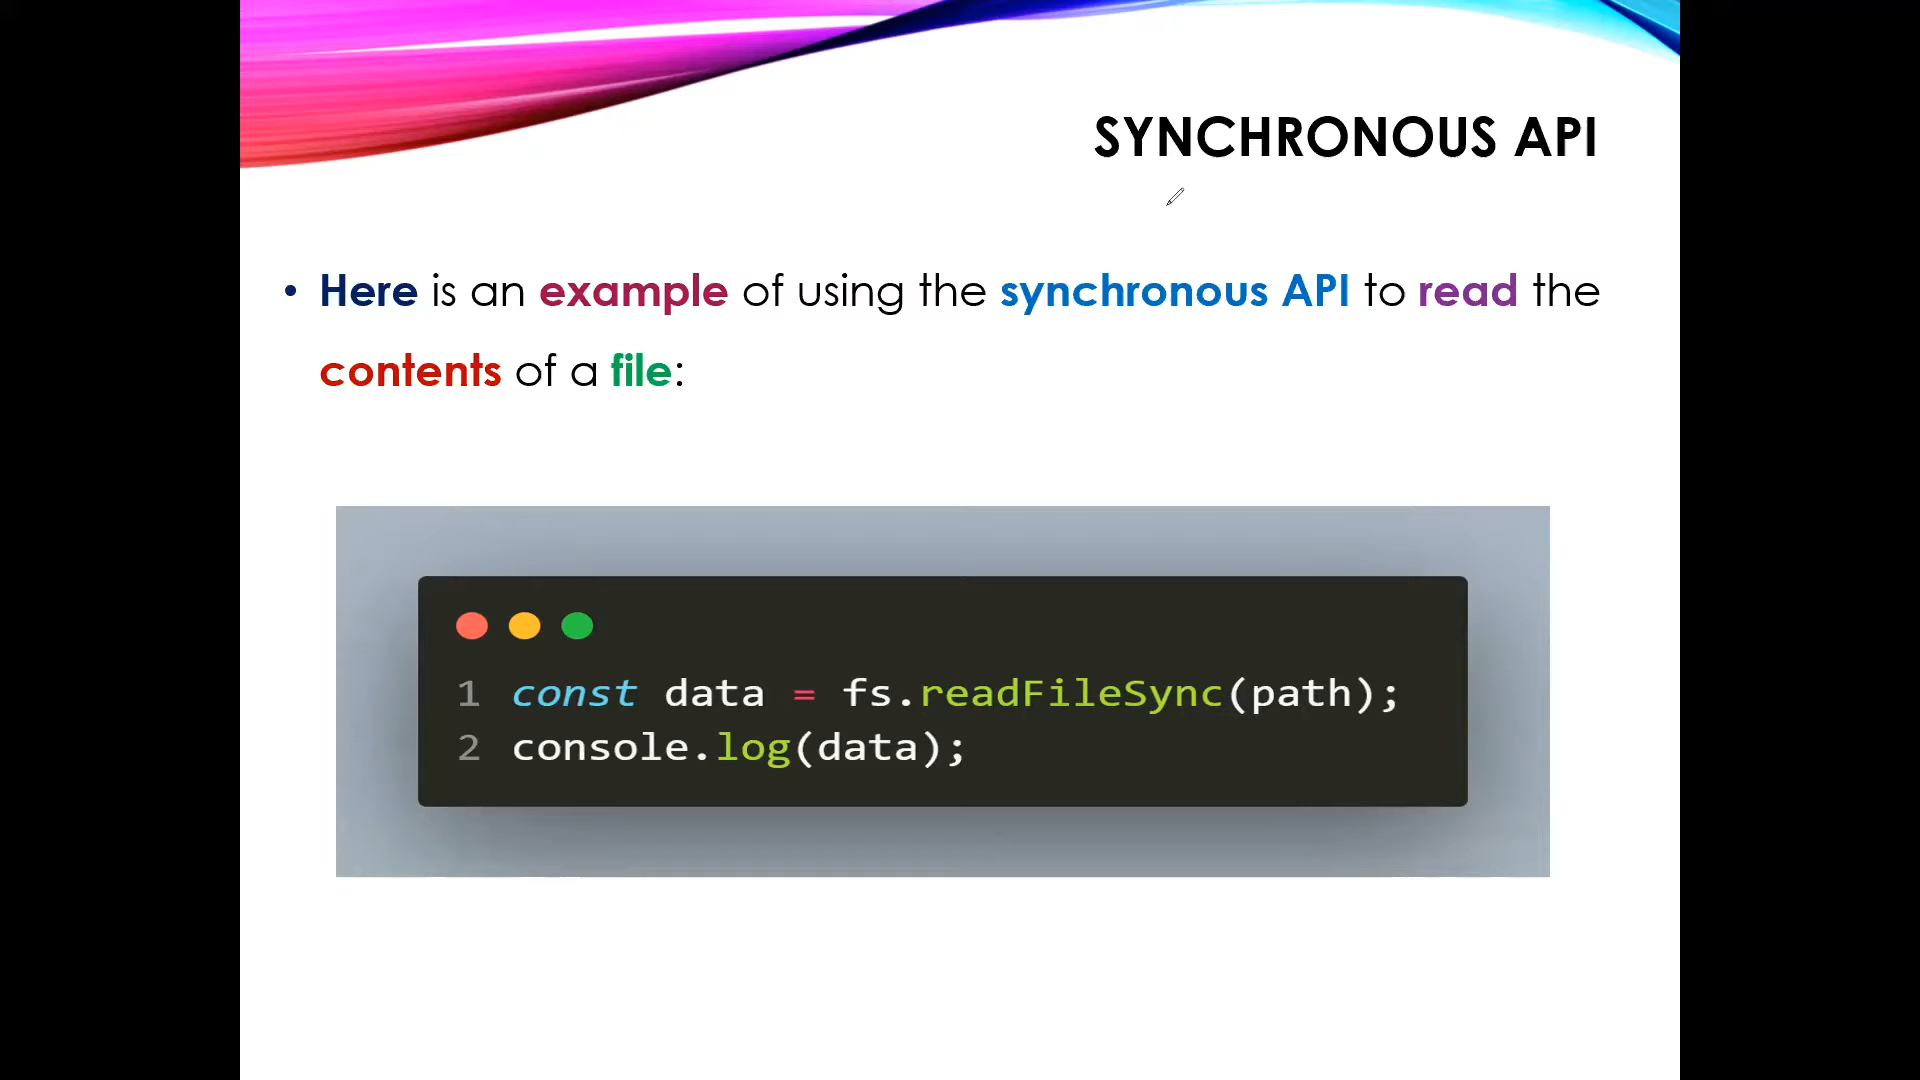 SYNCHRONOUS API
• Here is an example of using the synchronous API to read the
contents of a file:
1 const data = fs.readFileSync(path);
2 console.log(data);